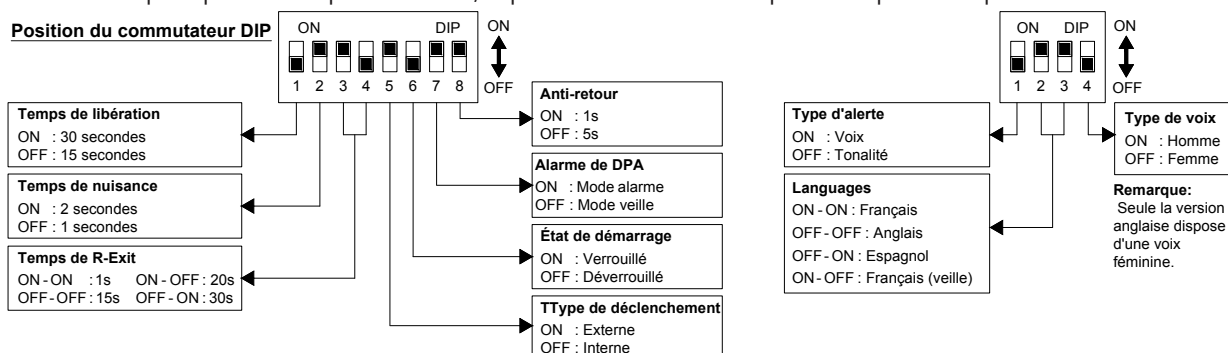 Position du commutateur DIP
ON DIP
1 2 3 4 5 6 7 8
ON
OFF
Temps de libération
ON : 30 secondes
OFF : 15 secondes
Temps de nuisance
ON : 2 secondes
OFF : 1 secondes
Temps de R-Exit
ON-ON :1s ON-OFF: 20s
OFF-OFF:15s OFF-ON:30s
Anti-retour
ON : 1s
OFF : 5s
Alarme de DPA
ON : Mode alarme
OFF : Mode veille
État de démarrage
ON : Verrouillé
OFF : Déverrouillé
TType de déclenchement
ON : Externe
OFF : Interne
ON DIP
1 2 3 4
ON
OFF
Type d'alerte
ON : Voix
OFF : Tonalité
Languages
ON-ON : Français
OFF-OFF : Anglais
OFF-ON : Espagnol
ON-OFF : Français (veille)
Type de voix
ON : Homme
OFF : Femme
Remarque:
Seule la version
anglaise dispose
d'une voix
féminine.